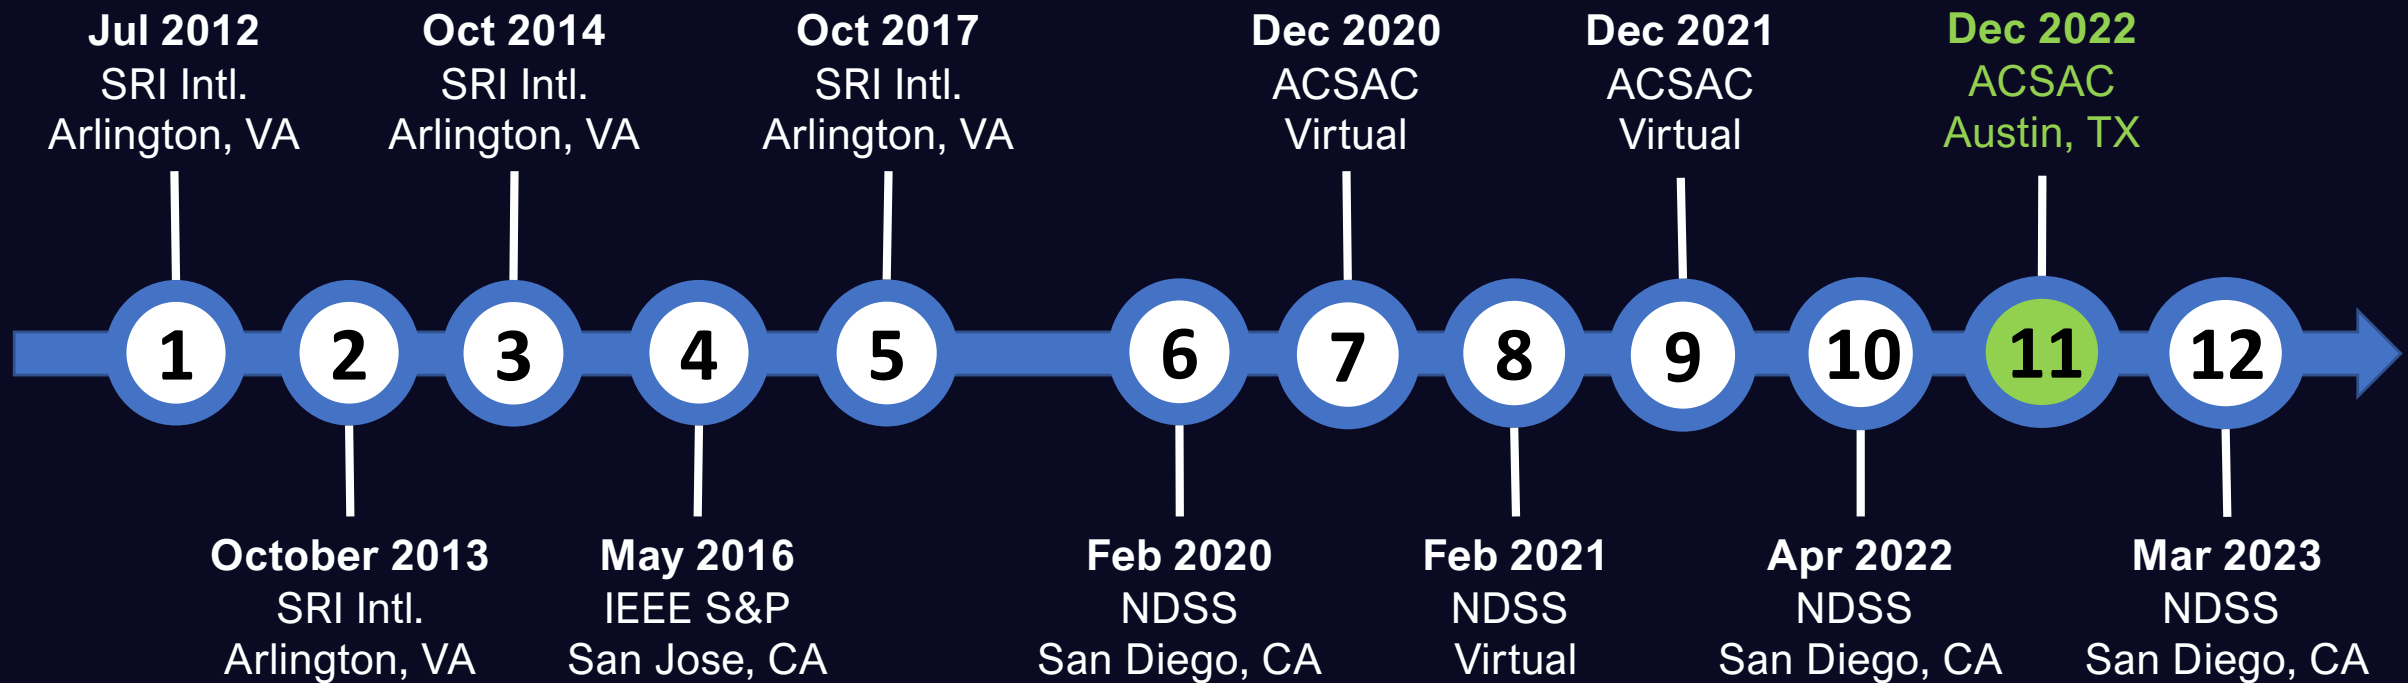 Jul 2012
SRI Intl.
Arlington, VA
Oct 2014
SRI Intl.
Arlington, VA
Oct 2017
SRI Intl.
Arlington, VA
Dec 2020
ACSAC
Virtual
Dec 2021
ACSAC
Virtual
Dec 2022
ACSAC
Austin, TX
1
2
3
4
5
6
7
8
9
10
11
12
October 2013
SRI Intl.
Arlington, VA
May 2016
IEEE S&P
San Jose, CA
Feb 2020
NDSS
San Diego, CA
Feb 2021
NDSS
Virtual
Apr 2022
NDSS
San Diego, CA
Mar 2023
NDSS
San Diego, CA